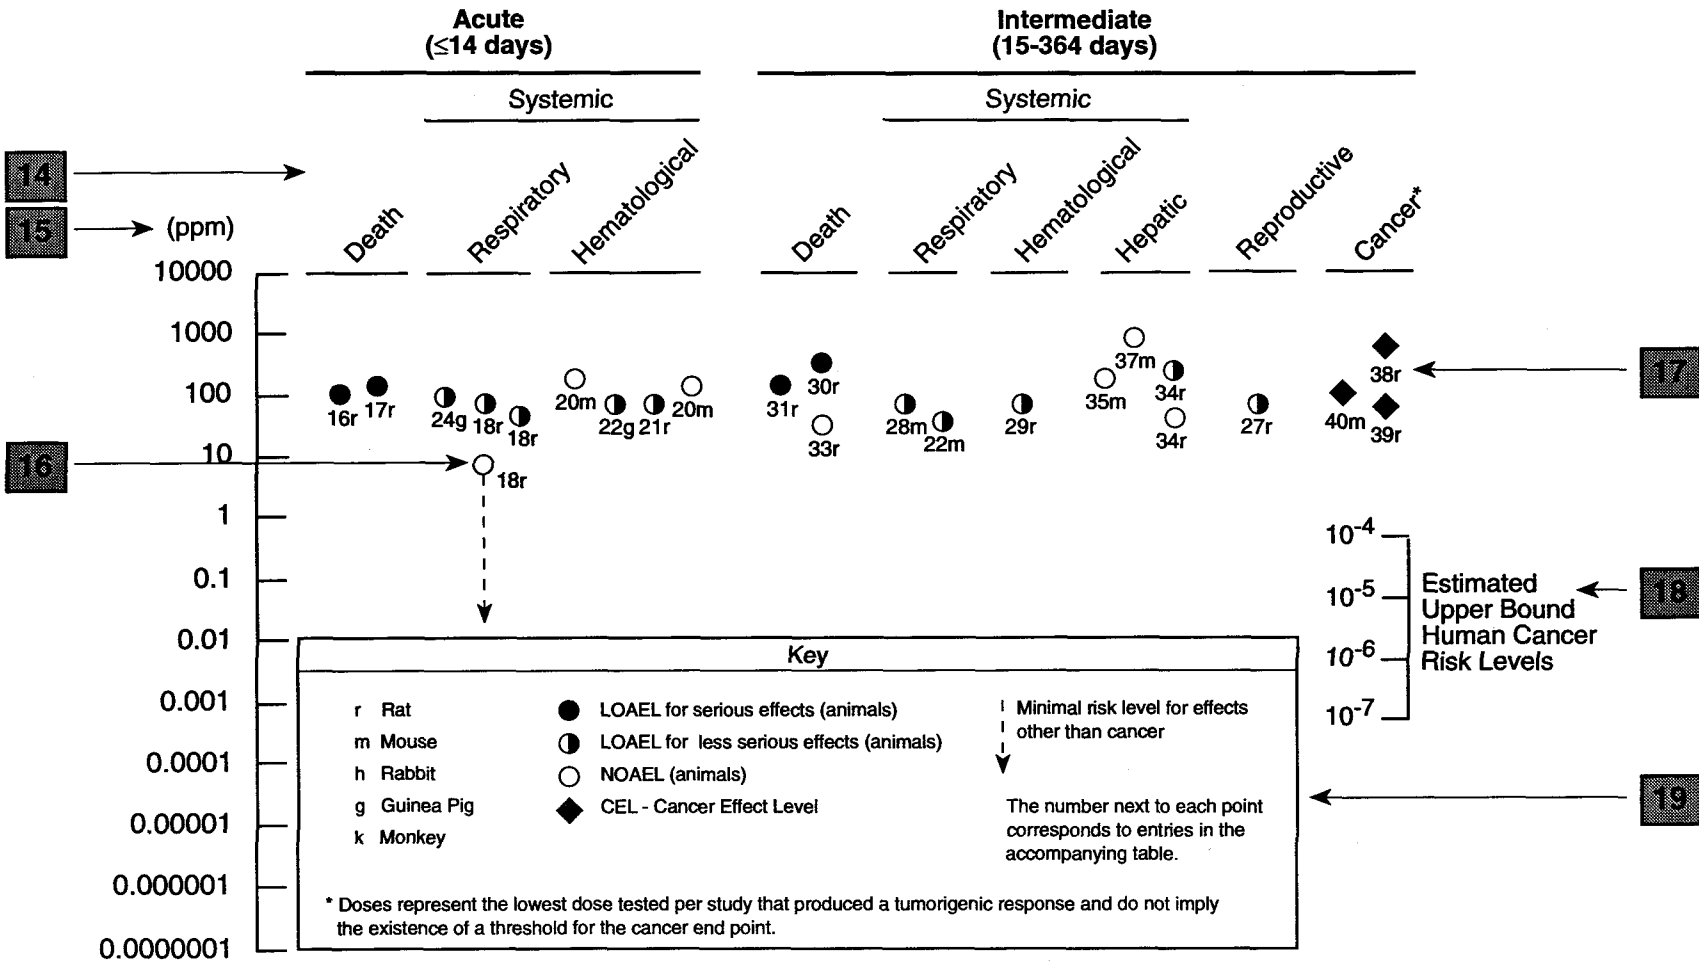 Acute
(≤14 days)
Intermediate
(15-364 days)
Systemic
Systemic
14
15
(ppm)
Death
Respiratory
Hematological
Death
Respiratory
Hematological
Hepatic
Reproductive
Cancer*
10000
1000
100
10
1
0.1
0.01
0.001
0.0001
0.00001
0.000001
0.0000001
16r
17r
24g
18r
18r
18r
20m
22g
21r
20m
31r
30r
33r
28m
22m
29r
35m
37m
34r
34r
27r
40m
38r
39r
16
17
10-4
10-5
10-6
10-7
Estimated
Upper Bound
Human Cancer
Risk Levels
18
Key
r Rat
m Mouse
h Rabbit
g Guinea Pig
k Monkey
LOAEL for serious effects (animals)
LOAEL for less serious effects (animals)
NOAEL (animals)
CEL - Cancer Effect Level
Minimal risk level for effects
other than cancer
The number next to each point
corresponds to entries in the
accompanying table.
19
* Doses represent the lowest dose tested per study that produced a tumorigenic response and do not imply
the existence of a threshold for the cancer end point.